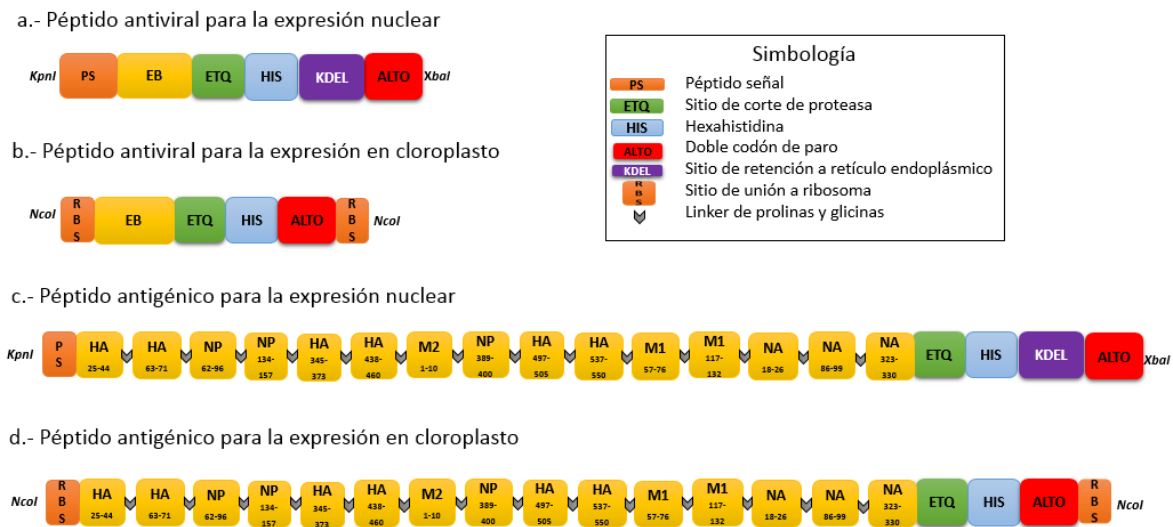 a.- Péptido antiviral para la expresión nuclear
KpnI PS EB ETQ HIS KDEL ALTO XbaI
b.- Péptido antiviral para la expresión en cloroplasto
NcoI RBS EB ETQ HIS ALTO RBS NcoI
Simbología
PS Péptido señal
ETQ Sitio de corte de proteasa
HIS Hexahistidina
ALTO Doble codón de paro
KDEL Sitio de retención a retículo endoplásmico
RBS Sitio de unión a ribosoma
Linker de prolinas y glicinas
c.- Péptido antigénico para la expresión nuclear
KpnI PS HA HA NP NP HA HA M2 NP HA HA M1 M1 NA NA NA ETQ HIS KDEL ALTO XbaI
25-44 63-71 62-96 134-157 345-373 438-460 1-10 389-400 497-505 537-550 57-76 117-132 18-26 86-99 323-330
d.- Péptido antigénico para la expresión en cloroplasto
NcoI RBS HA HA NP NP HA HA M2 NP HA HA M1 M1 NA NA NA ETQ HIS ALTO RBS NcoI
25-44 63-71 62-96 134-157 345-373 438-460 1-10 389-400 497-505 537-550 57-76 117-132 18-26 86-99 323-330